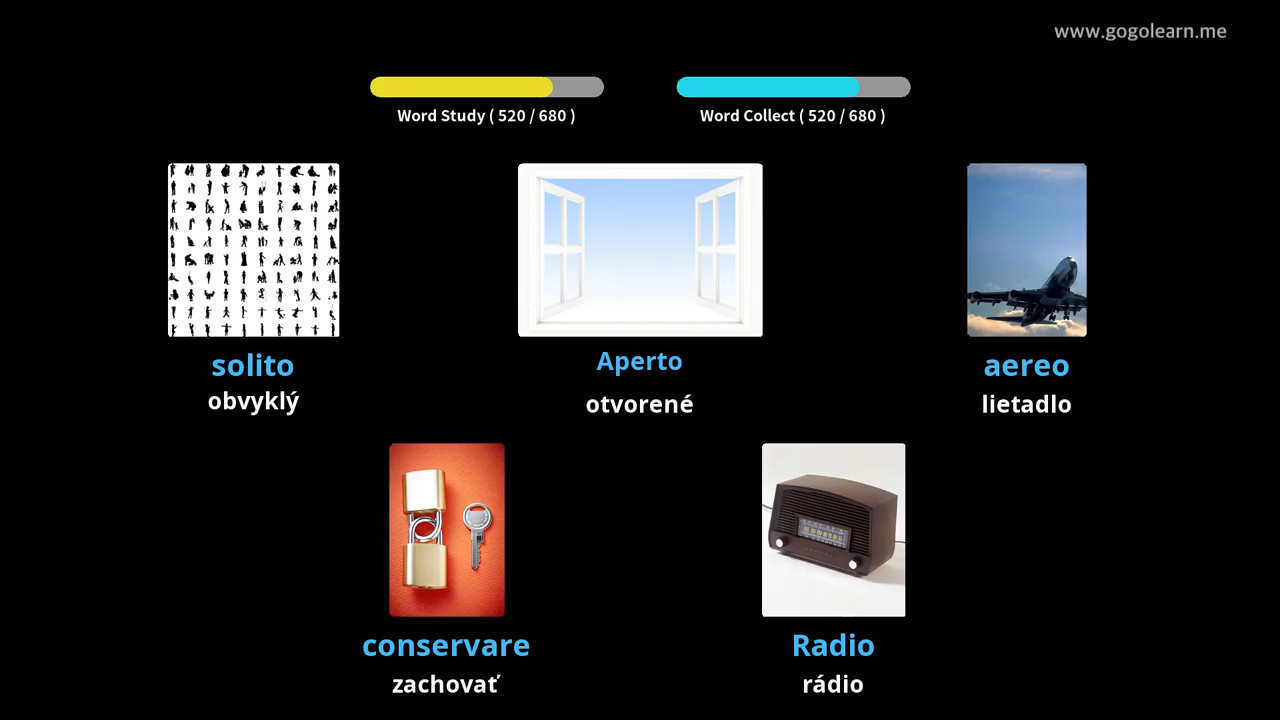 www.gogolearn.me
Word Study ( 520 / 680 )
Word Collect ( 520 / 680 )
solito
obvyklý
Aperto
otvorené
aereo
lietadlo
conservare
zachovať
Radio
rádio